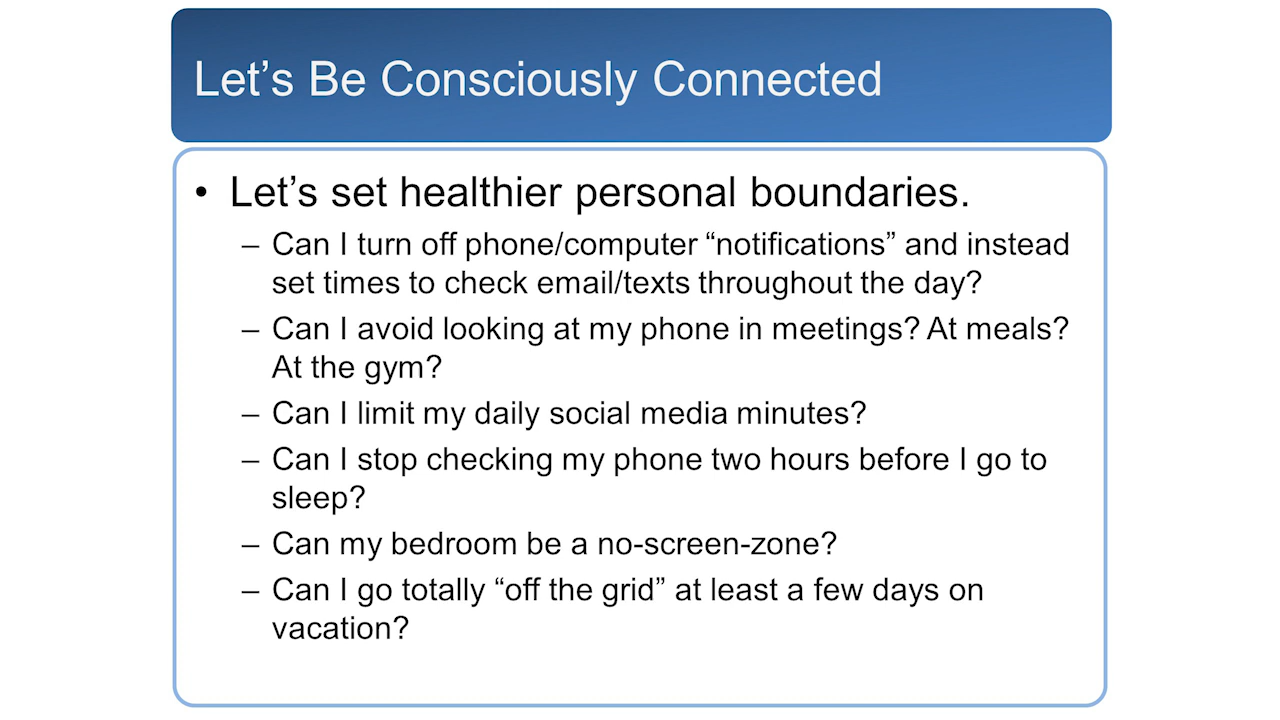 Let’s Be Consciously Connected
• Let’s set healthier personal boundaries.
– Can I turn off phone/computer “notifications” and instead
set times to check email/texts throughout the day?
– Can I avoid looking at my phone in meetings? At meals?
At the gym?
– Can I limit my daily social media minutes?
– Can I stop checking my phone two hours before I go to
sleep?
– Can my bedroom be a no-screen-zone?
– Can I go totally “off the grid” at least a few days on
vacation?